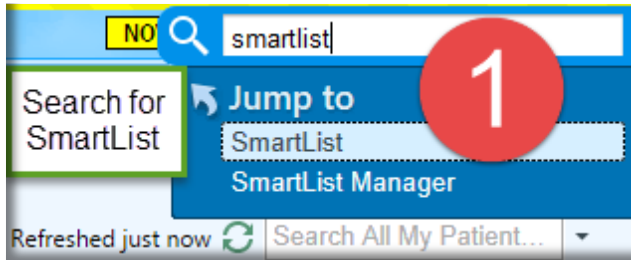 NO
smartlist
1
Search for
SmartList
Jump to
SmartList
SmartList Manager
Refreshed just now
Search All My Patient...